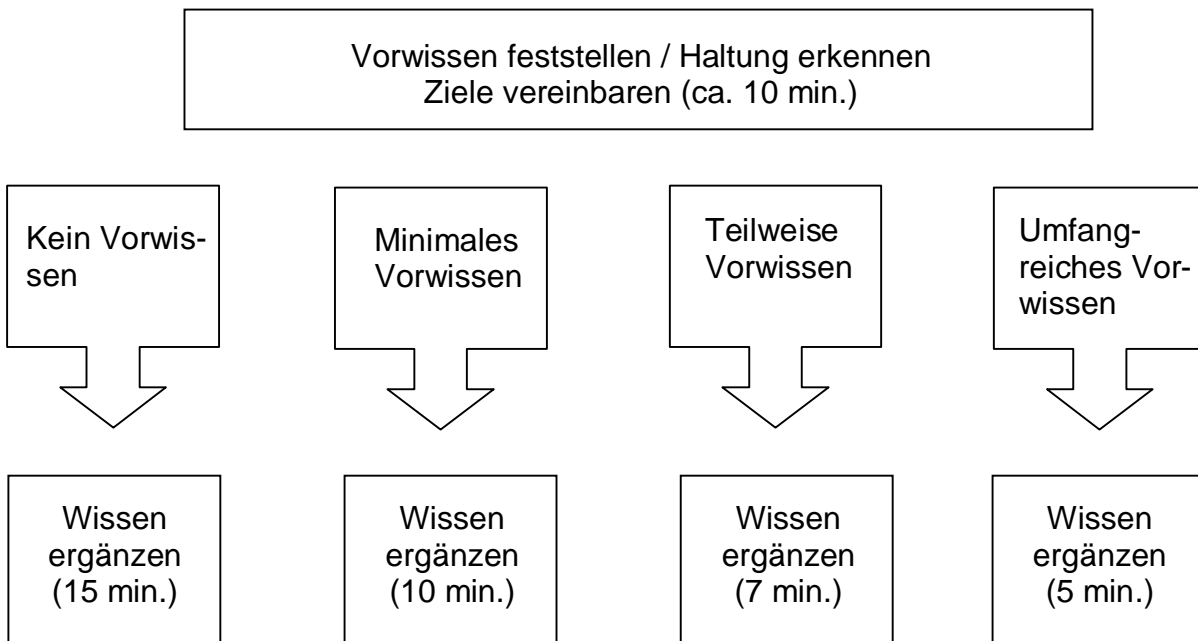 Vorwissen feststellen / Haltung erkennen
Ziele vereinbaren (ca. 10 min.)
Kein Vorwis-
sen
Minimales
Vorwissen
Teilweise
Vorwissen
Umfang-
reiches Vor-
wissen
Wissen
ergänzen
(15 min.)
Wissen
ergänzen
(10 min.)
Wissen
ergänzen
(7 min.)
Wissen
ergänzen
(5 min.)